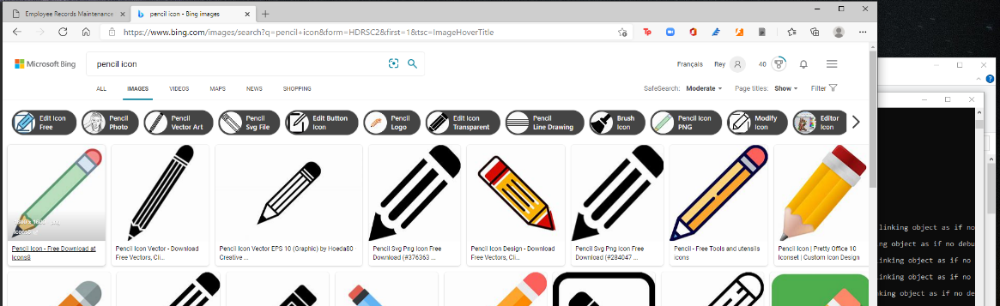 Employee Records Maintenance
pencil icon - Bing images
https://www.bing.com/images/search?q=pencil+icon&form=HDRSC2&first=1&tsc=ImageHoverTitle
Microsoft Bing
pencil icon
Français
Rey
40
ALL
IMAGES
VIDEOS
MAPS
NEWS
SHOPPING
SafeSearch: Moderate
Page titles: Show
Filter
Edit Icon
Free
Pencil
Photo
Pencil
Vector Art
Pencil
Svg File
Edit Button
Icon
Pencil
Logo
Edit Icon
Transparent
Pencil
Line Drawing
Brush
Icon
Pencil Icon
PNG
Modify
Icon
Editor
Icon
icons8
Pencil Icon - Free Download at
Icons8
Pencil Icon Vector - Download
Free Vectors, Cli...
Pencil Icon Vector EPS 10 (Graphic) by Hoeda80
Creative ...
Pencil Svg Png Icon Free
Download (#376363 ...
Pencil Icon Design - Download
Free Vectors, Cli...
Pencil Svg Png Icon Free
Download (#284047 ...
Pencil - Free Tools and utensils
icons
Pencil Icon | Pretty Office 10
Iconset | Custom Icon Design
linking object as if no
ng object as if no debu
inking object as if no
inking object as if no
nking object as if no de